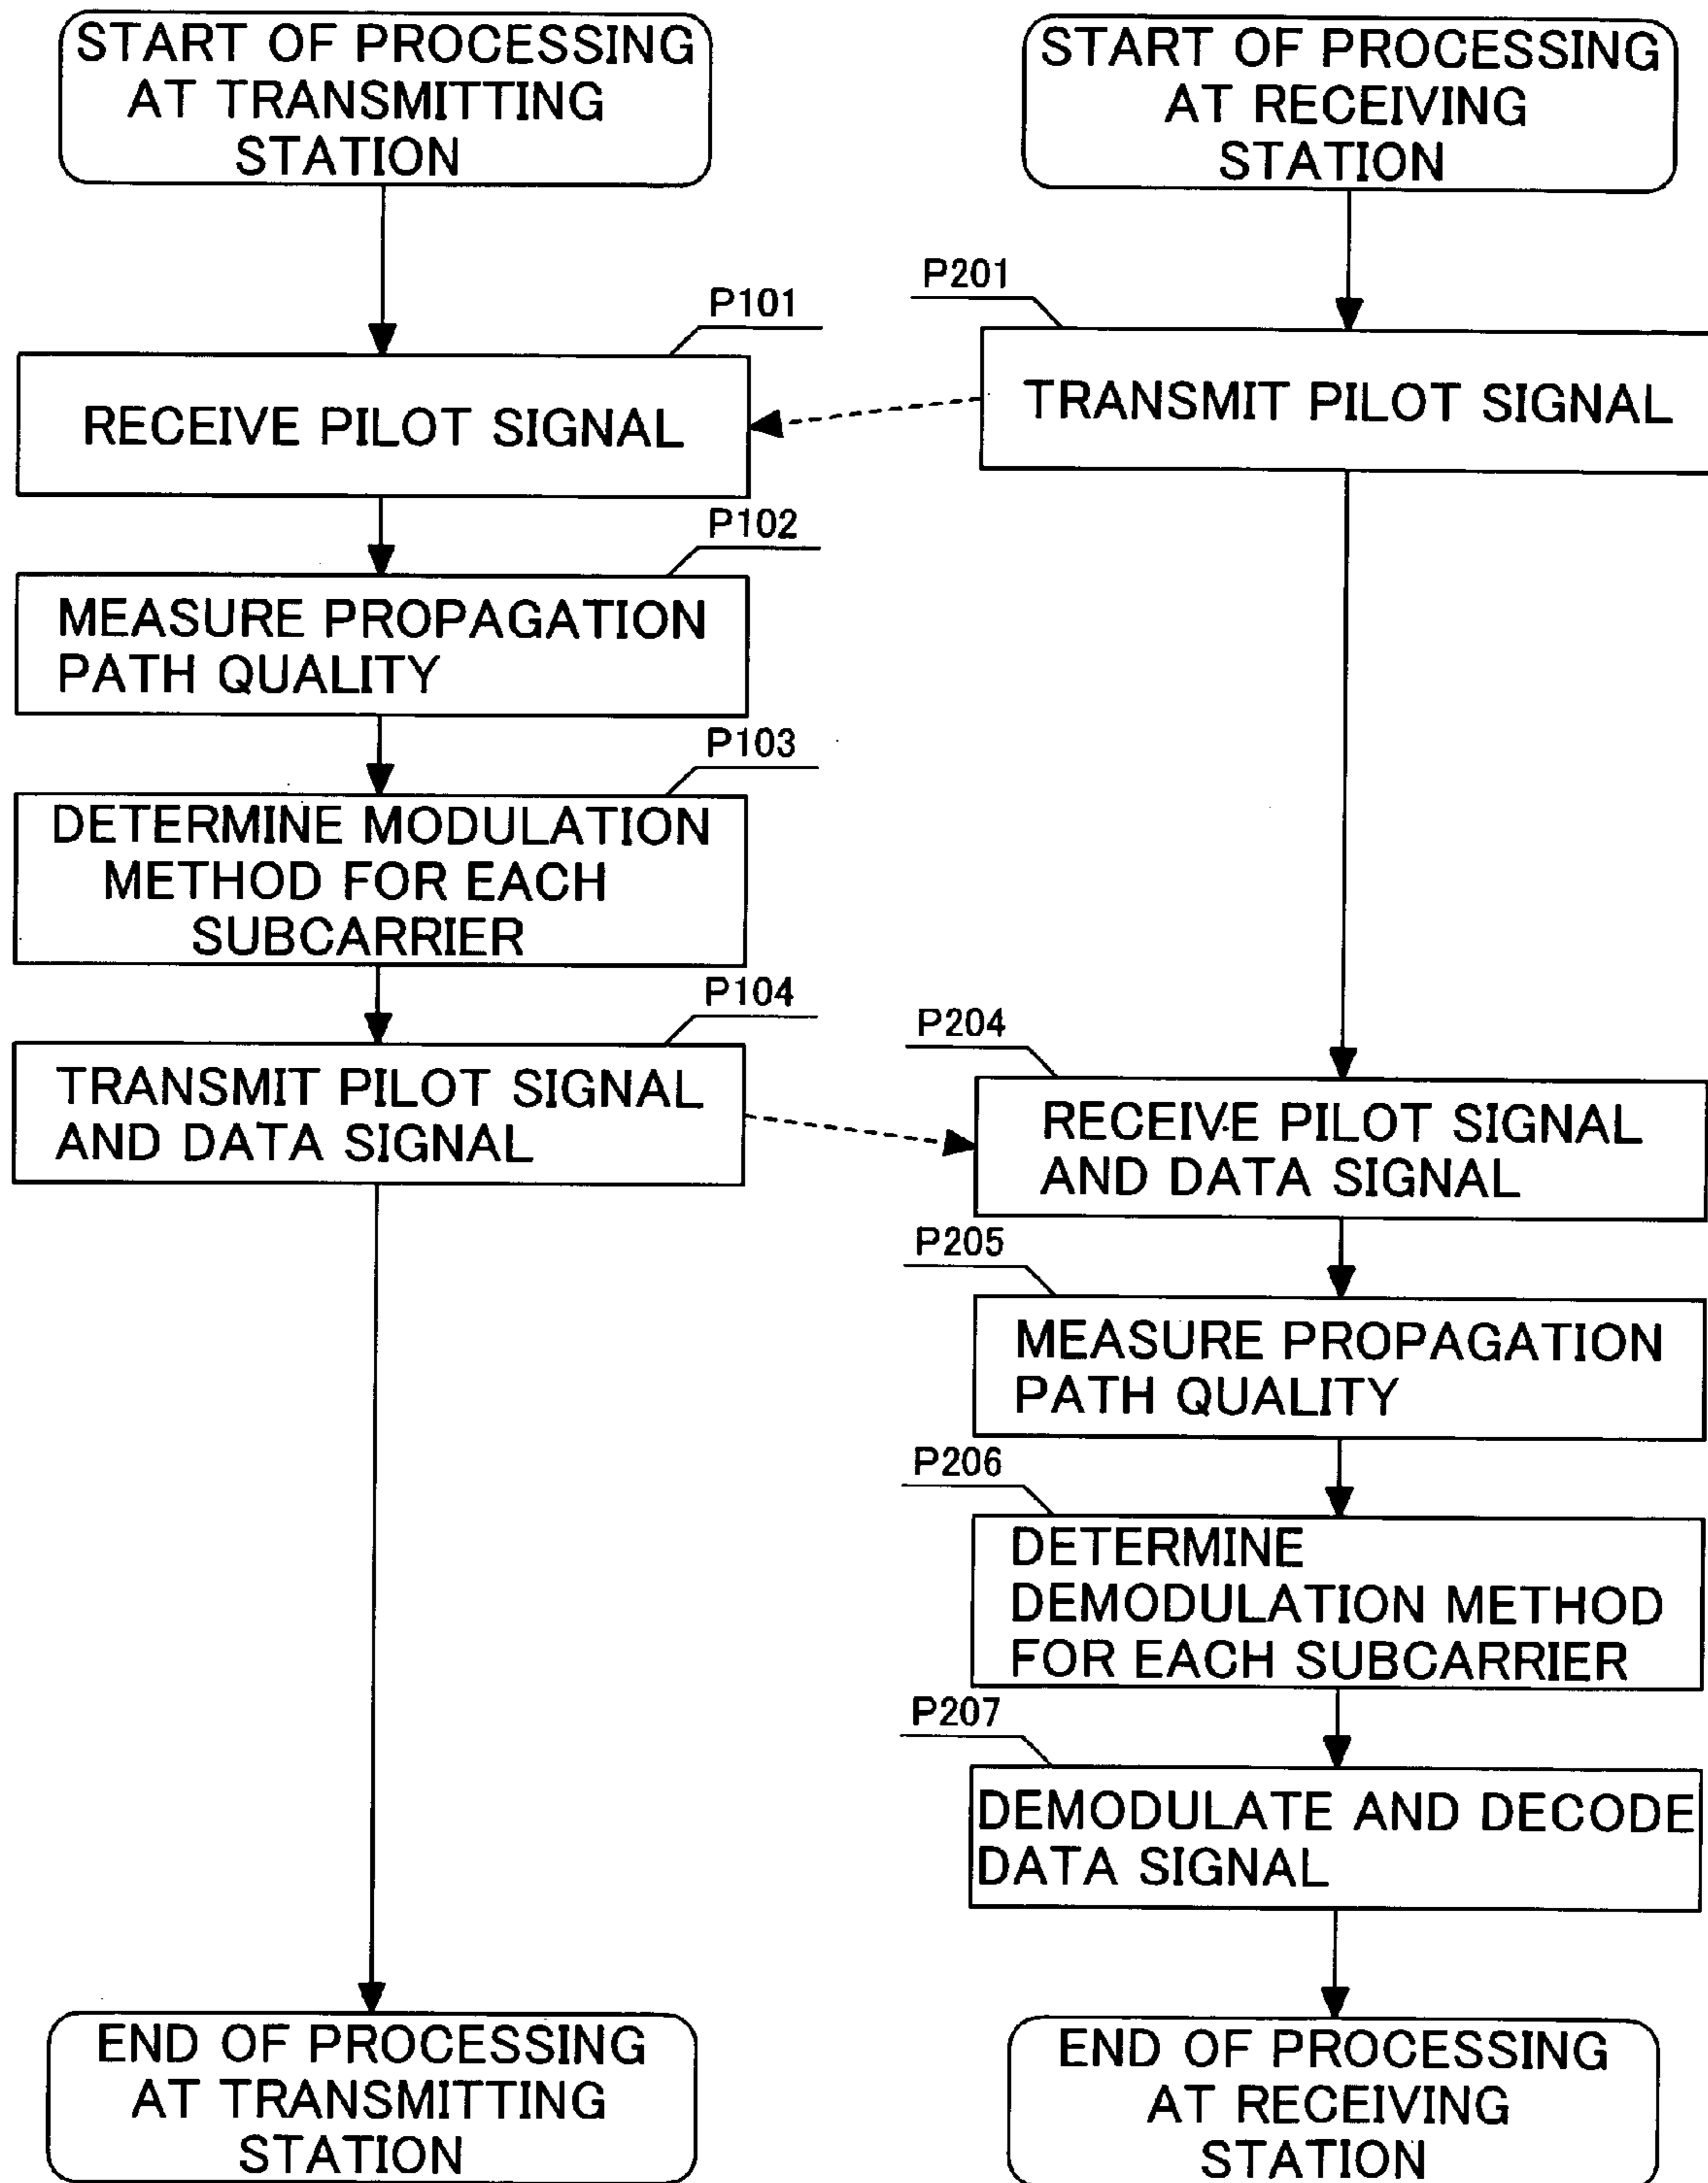 START OF PROCESSING
AT TRANSMITTING
STATION
P101
RECEIVE PILOT SIGNAL
P102
MEASURE PROPAGATION
PATH QUALITY
P103
DETERMINE MODULATION
METHOD FOR EACH
SUBCARRIER
P104
TRANSMIT PILOT SIGNAL
AND DATA SIGNAL
END OF PROCESSING
AT TRANSMITTING
STATION
START OF PROCESSING
AT RECEIVING
STATION
P201
TRANSMIT PILOT SIGNAL
P204
RECEIVE PILOT SIGNAL
AND DATA SIGNAL
P205
MEASURE PROPAGATION
PATH QUALITY
P206
DETERMINE
DEMODULATION METHOD
FOR EACH SUBCARRIER
P207
DEMODULATE AND DECODE
DATA SIGNAL
END OF PROCESSING
AT RECEIVING
STATION